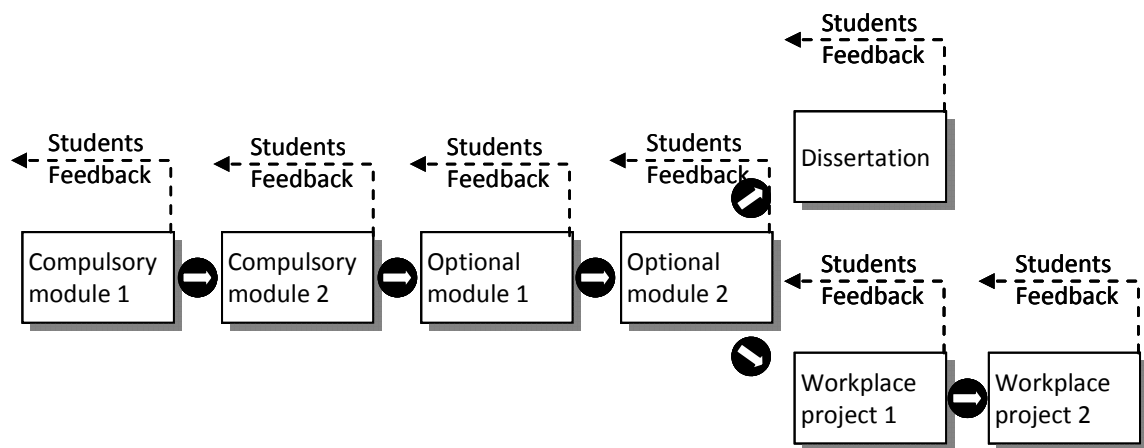 Students
Feedback
Students
Feedback
Students
Feedback
Students
Feedback
Students
Feedback
Dissertation
Compulsory
module 1
Compulsory
module 2
Optional
module 1
Optional
module 2
Students
Feedback
Students
Feedback
Workplace
project 1
Workplace
project 2